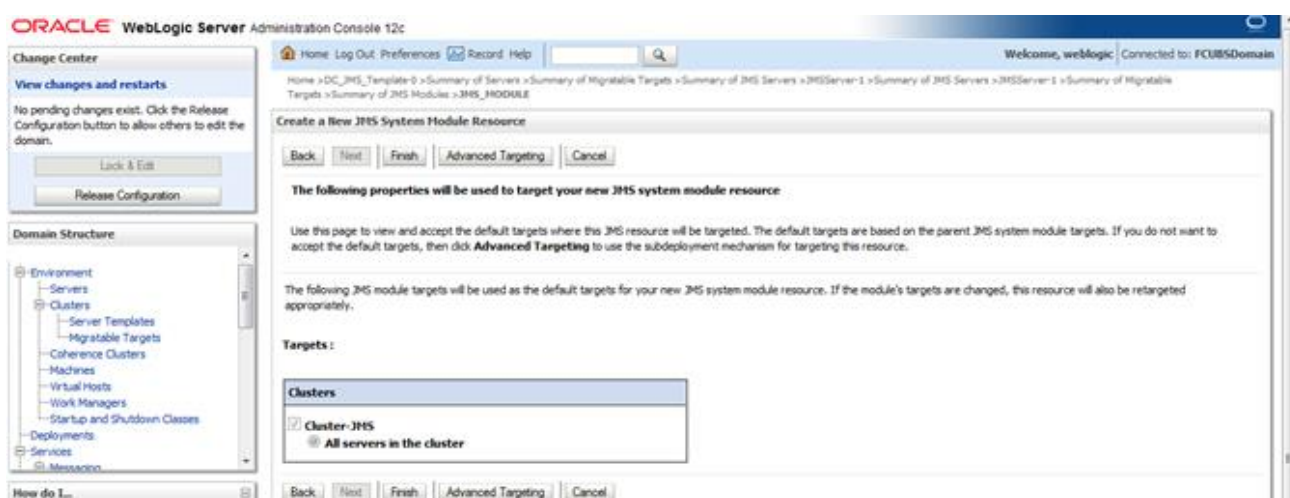 ORACLE WebLogic Server Administration Console 12c
Change Center
View changes and restarts
No pending changes exist. Click the Release
Configuration button to allow others to edit the
domain.
Lock & Edit
Release Configuration
Domain Structure
Environment
Servers
Clusters
Server Templates
Migratable Targets
Coherence Clusters
Machines
Virtual Hosts
Work Managers
Startup and Shutdown Classes
Deployments
Services
Messaging
How do I...
Home Log Out Preferences Record Help
Welcome, weblogic Connected to: FCUBSDomain
Home >DC_JMS_Template-0 >Summary of Servers >Summary of Migratable Targets >Summary of JMS Servers >JMSServer-1 >Summary of JMS Servers >JMSServer-1 >Summary of Migratable
Targets >Summary of JMS Modules >JMS_MODULE
Create a New JMS System Module Resource
Back Next Finish Advanced Targeting Cancel
The following properties will be used to target your new JMS system module resource
Use this page to view and accept the default targets where this JMS resource will be targeted. The default targets are based on the parent JMS system module targets. If you do not want to
accept the default targets, then click Advanced Targeting to use the subdeployment mechanism for targeting this resource.
The following JMS module targets will be used as the default targets for your new JMS system module resource. If the module's targets are changed, this resource will also be retargeted
appropriately.
Targets :
Clusters
Cluster-JMS
All servers in the cluster
Back Next Finish Advanced Targeting Cancel